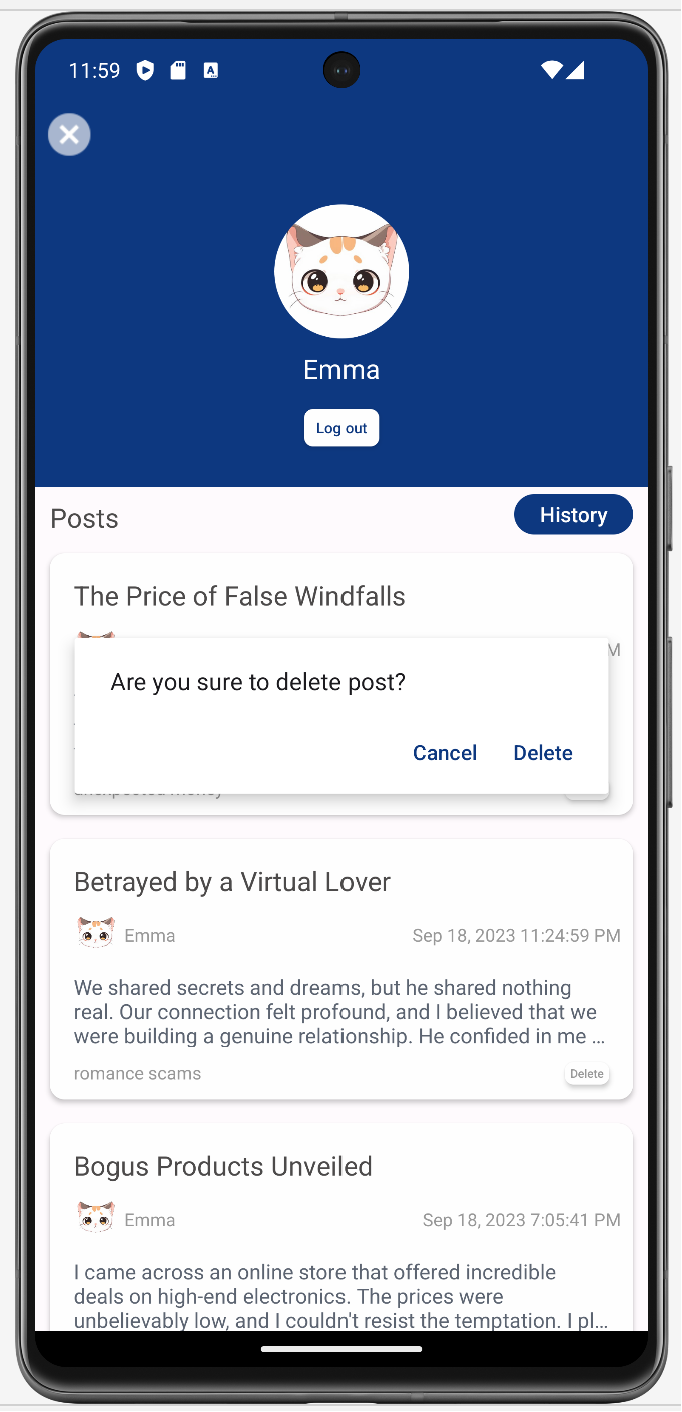 11:59
A
Emma
Log out
Posts
History
The Price of False Windfalls
M
Are you sure to delete post?
Cancel
Delete
unexpected money
Betrayed by a Virtual Lover
Emma
Sep 18, 2023 11:24:59 PM
We shared secrets and dreams, but he shared nothing
real. Our connection felt profound, and I believed that we
were building a genuine relationship. He confided in me ...
romance scams
Delete
Bogus Products Unveiled
Emma
Sep 18, 2023 7:05:41 PM
I came across an online store that offered incredible
deals on high-end electronics. The prices were
unbelievably low, and I couldn't resist the temptation. I pl...